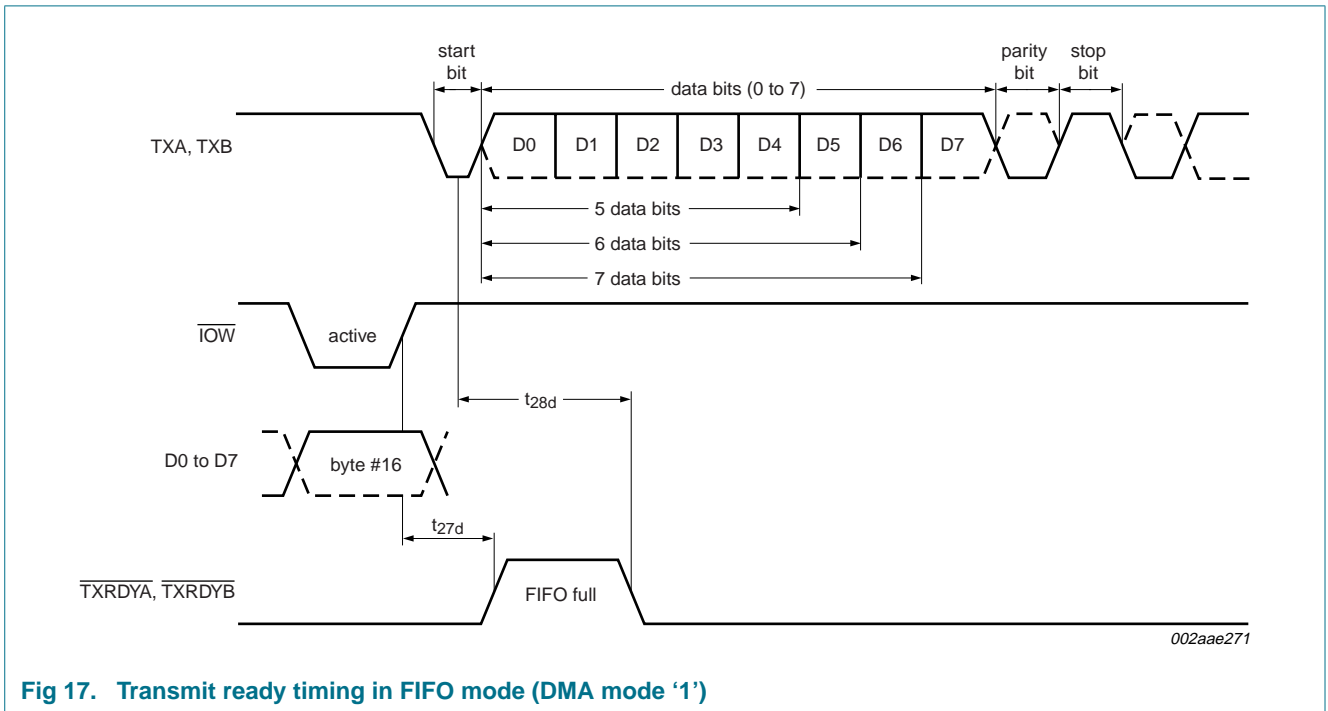 start
bit
data bits (0 to 7)
parity
bit
stop
bit
TXA, TXB
D0 D1 D2 D3 D4 D5 D6 D7
5 data bits
6 data bits
7 data bits
IOW
active
t28d
D0 to D7
byte #16
t27d
TXRDYA, TXRDYB
FIFO full
002aae271
Fig 17. Transmit ready timing in FIFO mode (DMA mode ‘1’)